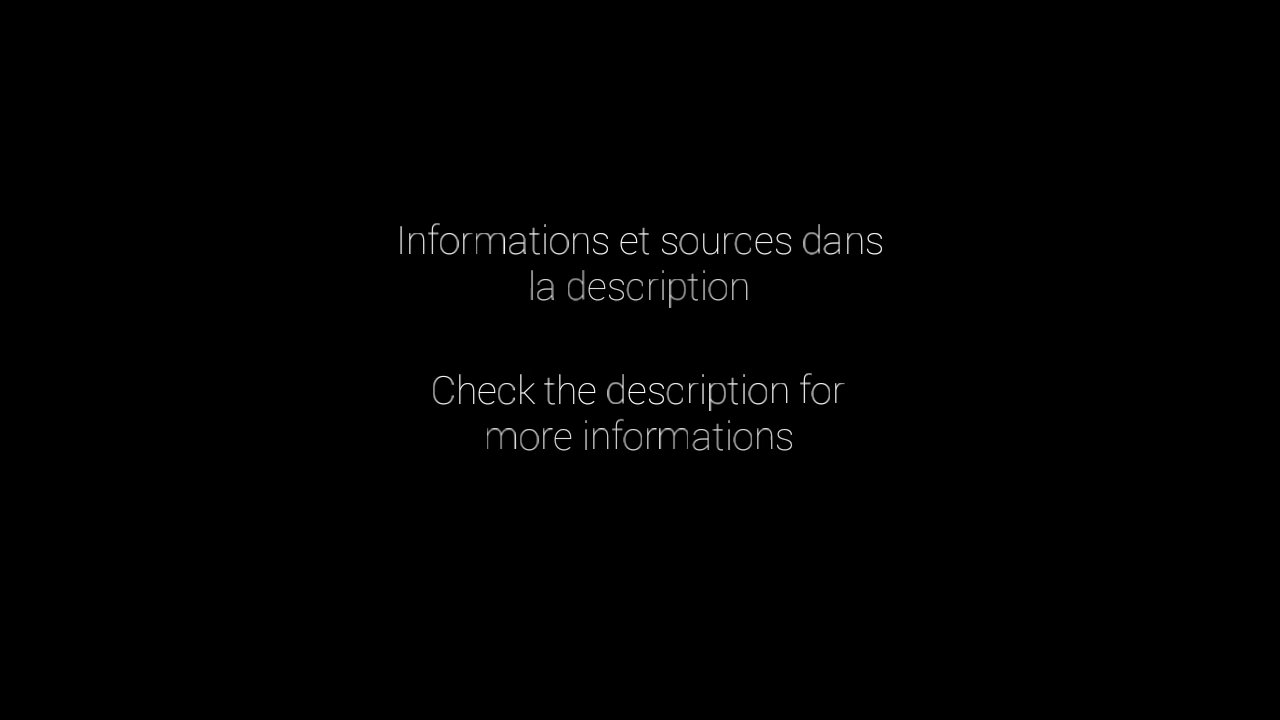 Informations et sources dans
la description
Check the description for
more informations